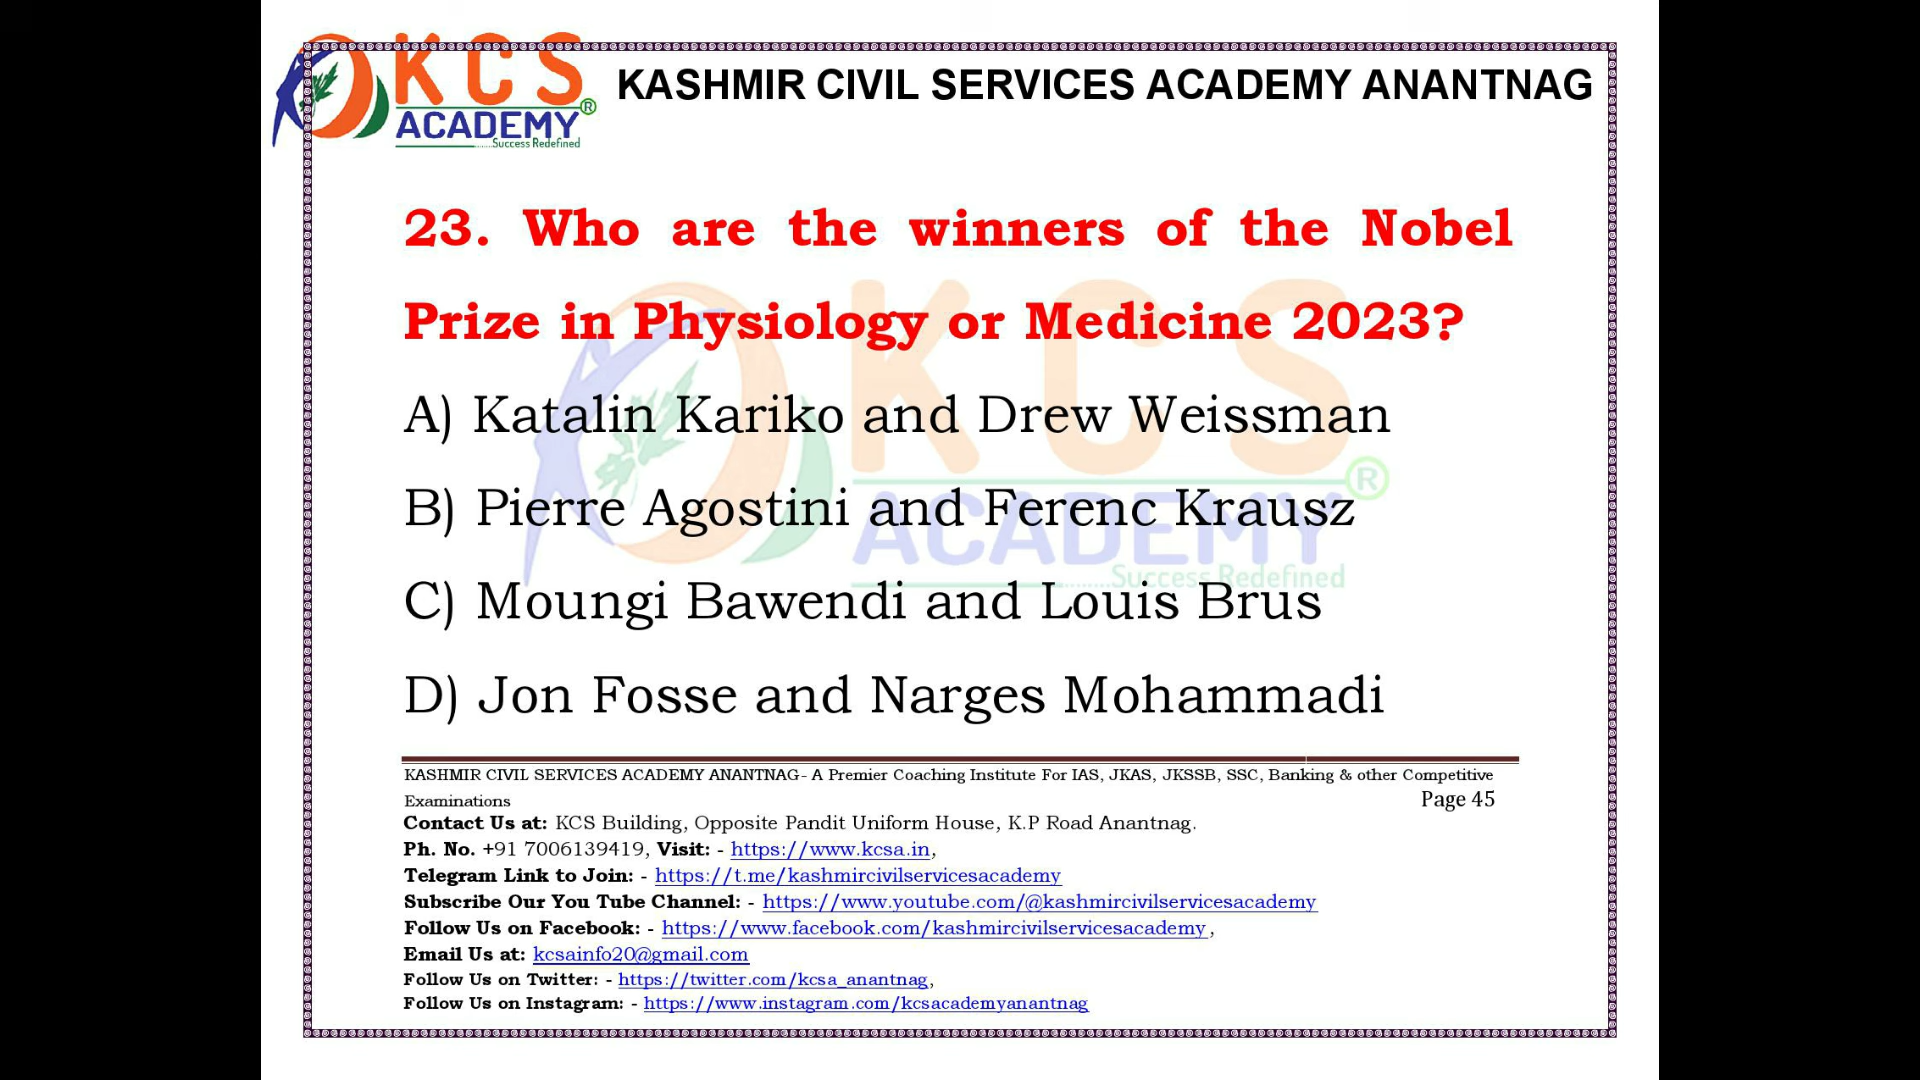 KCS
ACADEMY®
.......Success Redefined
KASHMIR CIVIL SERVICES ACADEMY ANANTNAG
23. Who are the winners of the Nobel
Prize in Physiology or Medicine 2023?
A) Katalin Kariko and Drew Weissman
B) Pierre Agostini and Ferenc Krausz
C) Moungi Bawendi and Louis Brus
D) Jon Fosse and Narges Mohammadi
KCS
ACADEMY®
.........Success Redefined
KASHMIR CIVIL SERVICES ACADEMY ANANTNAG- A Premier Coaching Institute For IAS, JKAS, JKSSB, SSC, Banking & other Competitive
Examinations Page 45
Contact Us at: KCS Building, Opposite Pandit Uniform House, K.P Road Anantnag.
Ph. No. +91 7006139419, Visit: - https://www.kcsa.in,
Telegram Link to Join: - https://t.me/kashmircivilservicesacademy
Subscribe Our You Tube Channel: - https://www.youtube.com/@kashmircivilservicesacademy
Follow Us on Facebook: - https://www.facebook.com/kashmircivilservicesacademy,
Email Us at: kcsainfo20@gmail.com
Follow Us on Twitter: - https://twitter.com/kcsa_anantnag,
Follow Us on Instagram: - https://www.instagram.com/kcsacademyanantnag